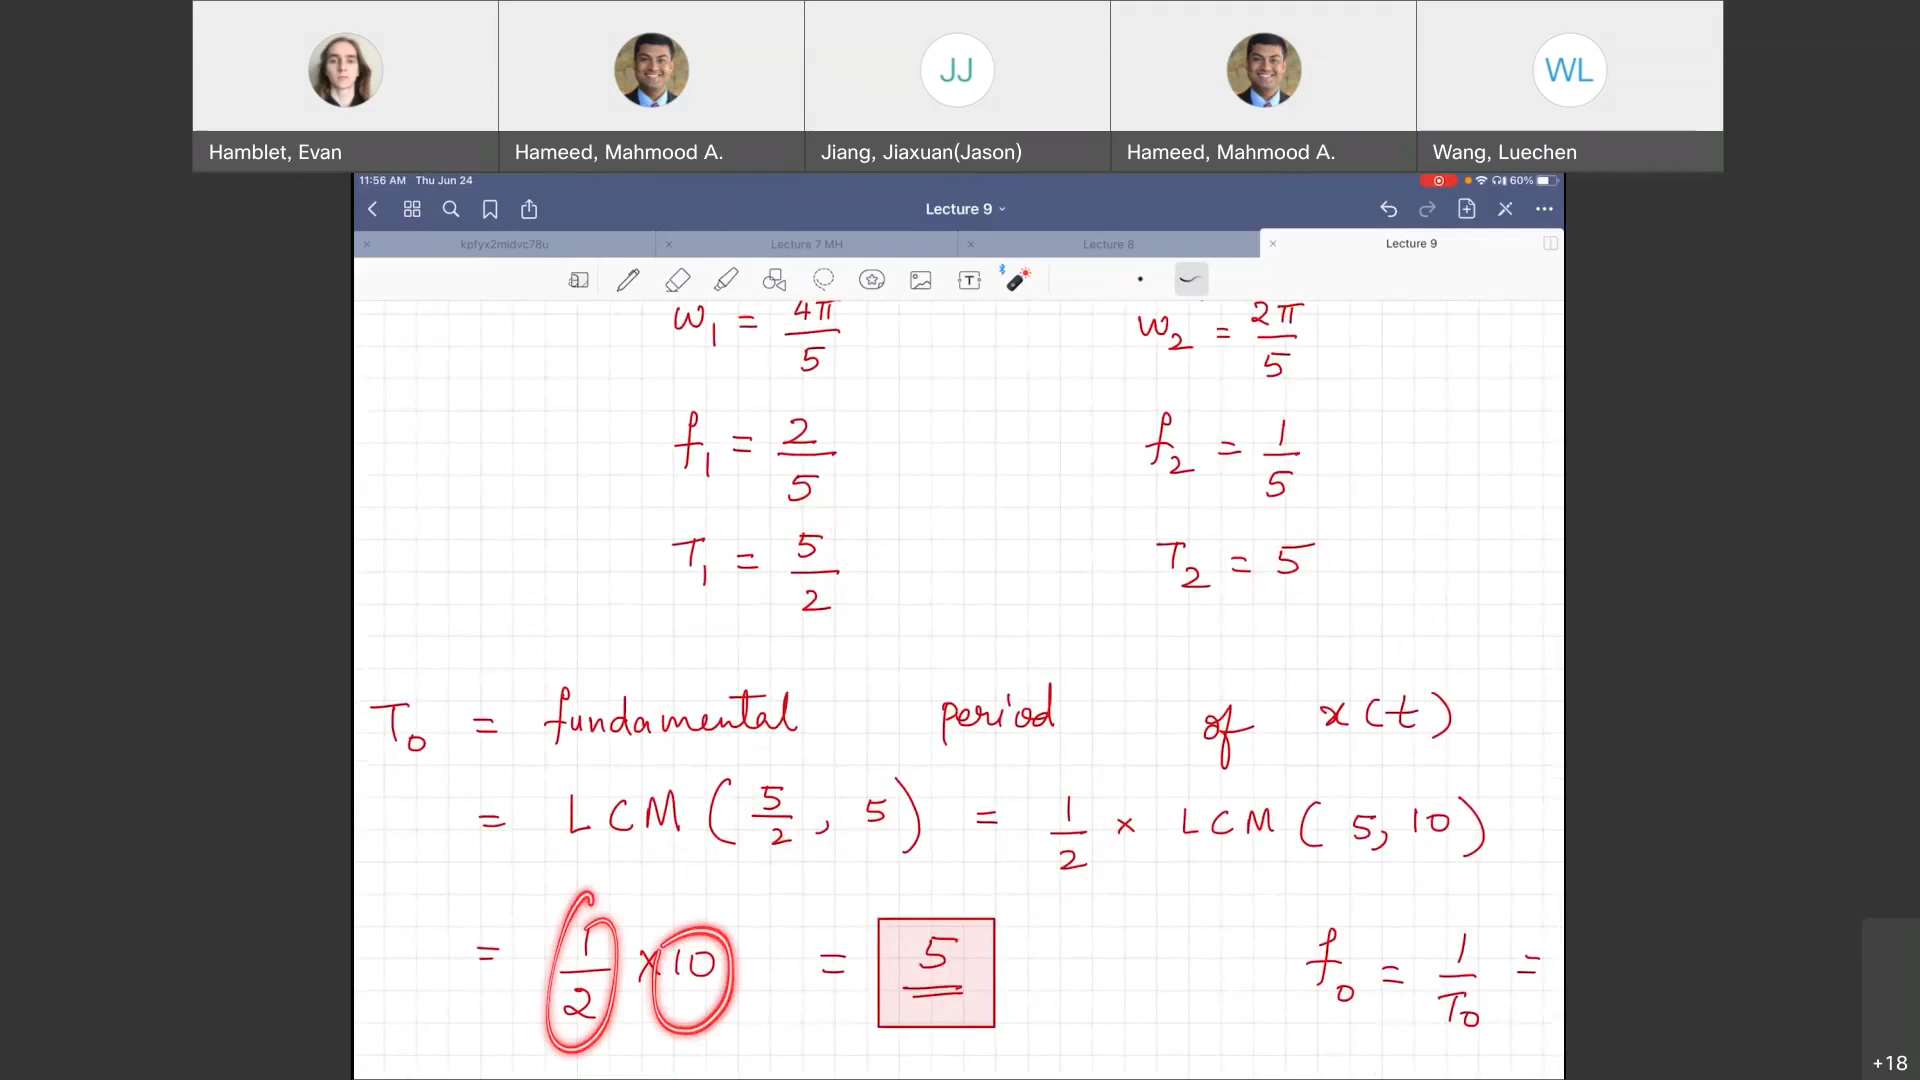 JJ WL
Hamblet, Evan Hameed, Mahmood A. Jiang, Jiaxuan(Jason) Hameed, Mahmood A. Wang, Luechen
11:56 AM Thu Jun 24 60%
Lecture 9
kpfyx2midvc78u Lecture 7 MH Lecture 8 Lecture 9
T
ω₁ = 4π/5 ω₂ = 2π/5
f₁ = 2/5 f₂ = 1/5
T₁ = 5/2 T₂ = 5
T₀ = fundamental period of x(t)
= LCM (5/2, 5) = 1/2 × LCM (5, 10)
= 1/2 × 10 = 5 f₀ = 1/T₀ =
+18